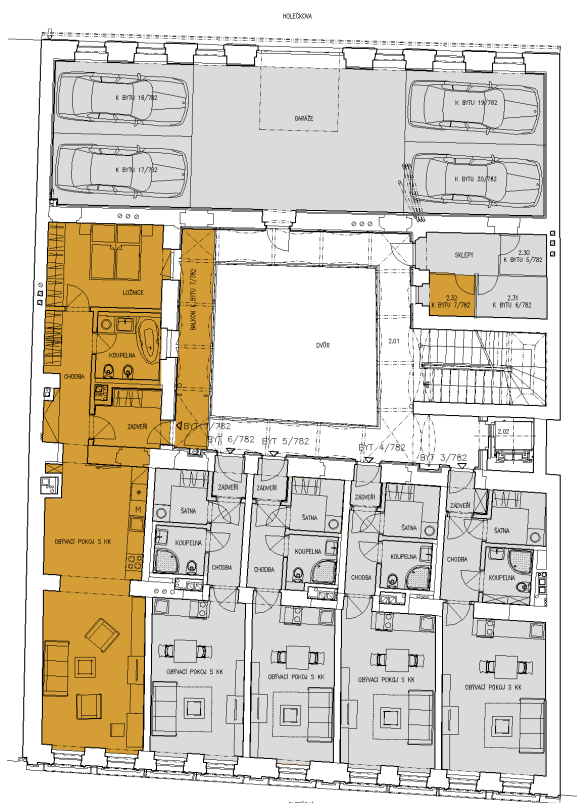 HOLEČKOVA
K BYTU 16/782
K BYTU 19/782
GARÁŽE
K BYTU 17/782
K BYTU 20/782
SKLEPY
2.30
K BYTU 5/782
LOŽNICE
BALKON K BYTU 7/782
2.32
K BYTU 7/782
2.31
K BYTU 6/782
DVŮR
2.01
KOUPELNA
CHODBA
ZÁDVEŘÍ
BYT 7/782
BYT 6/782
BYT 5/782
BYT 4/782
BYT 3/782
2.02
ZÁDVEŘÍ
ZÁDVEŘÍ
ZÁDVEŘÍ
ZÁDVEŘÍ
M
ŠATNA
ŠATNA
ŠATNA
ŠATNA
OBÝVACÍ POKOJ S KK
KOUPELNA
KOUPELNA
KOUPELNA
KOUPELNA
CHODBA
CHODBA
CHODBA
CHODBA
OBÝVACÍ POKOJ S KK
OBÝVACÍ POKOJ S KK
OBÝVACÍ POKOJ S KK
OBÝVACÍ POKOJ S KK